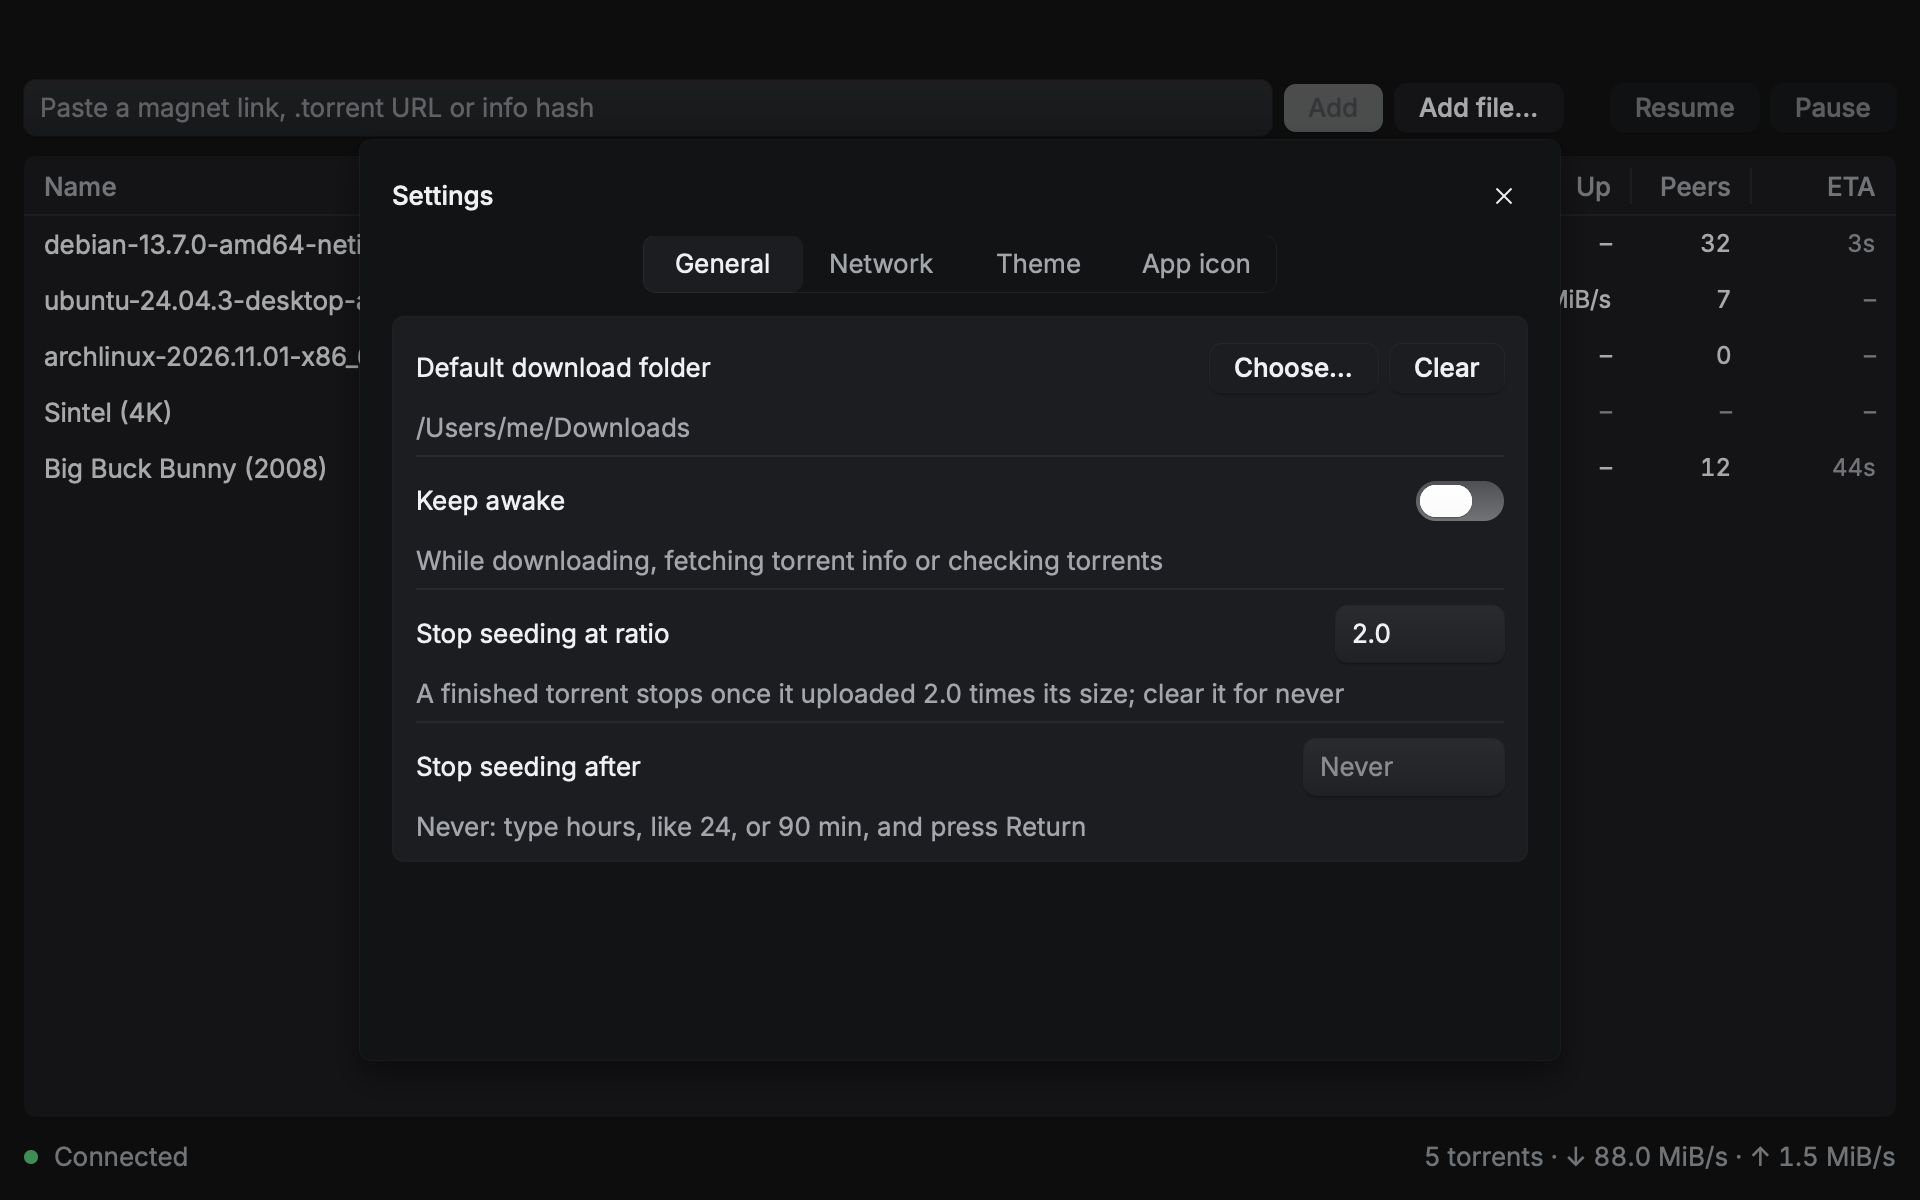 Paste a magnet link, .torrent URL or info hash Add Add file... Resume Pause
Name Up Peers ETA
Settings
General Network Theme App icon
debian-13.7.0-amd64-neti – 32 3s
ubuntu-24.04.3-desktop-a MiB/s 7 –
archlinux-2026.11.01-x86_ – 0 –
Sintel (4K) – – –
Big Buck Bunny (2008) – 12 44s
Default download folder Choose... Clear
/Users/me/Downloads
Keep awake
While downloading, fetching torrent info or checking torrents
Stop seeding at ratio 2.0
A finished torrent stops once it uploaded 2.0 times its size; clear it for never
Stop seeding after Never
Never: type hours, like 24, or 90 min, and press Return
Connected 5 torrents · ↓ 88.0 MiB/s · ↑ 1.5 MiB/s